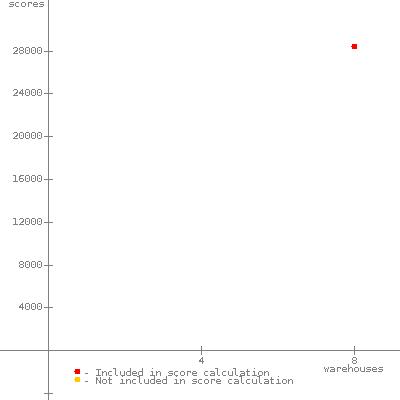 scores
28000
24000
20000
16000
12000
8000
4000
4 8
warehouses
- Included in score calculation
- Not included in score calculation